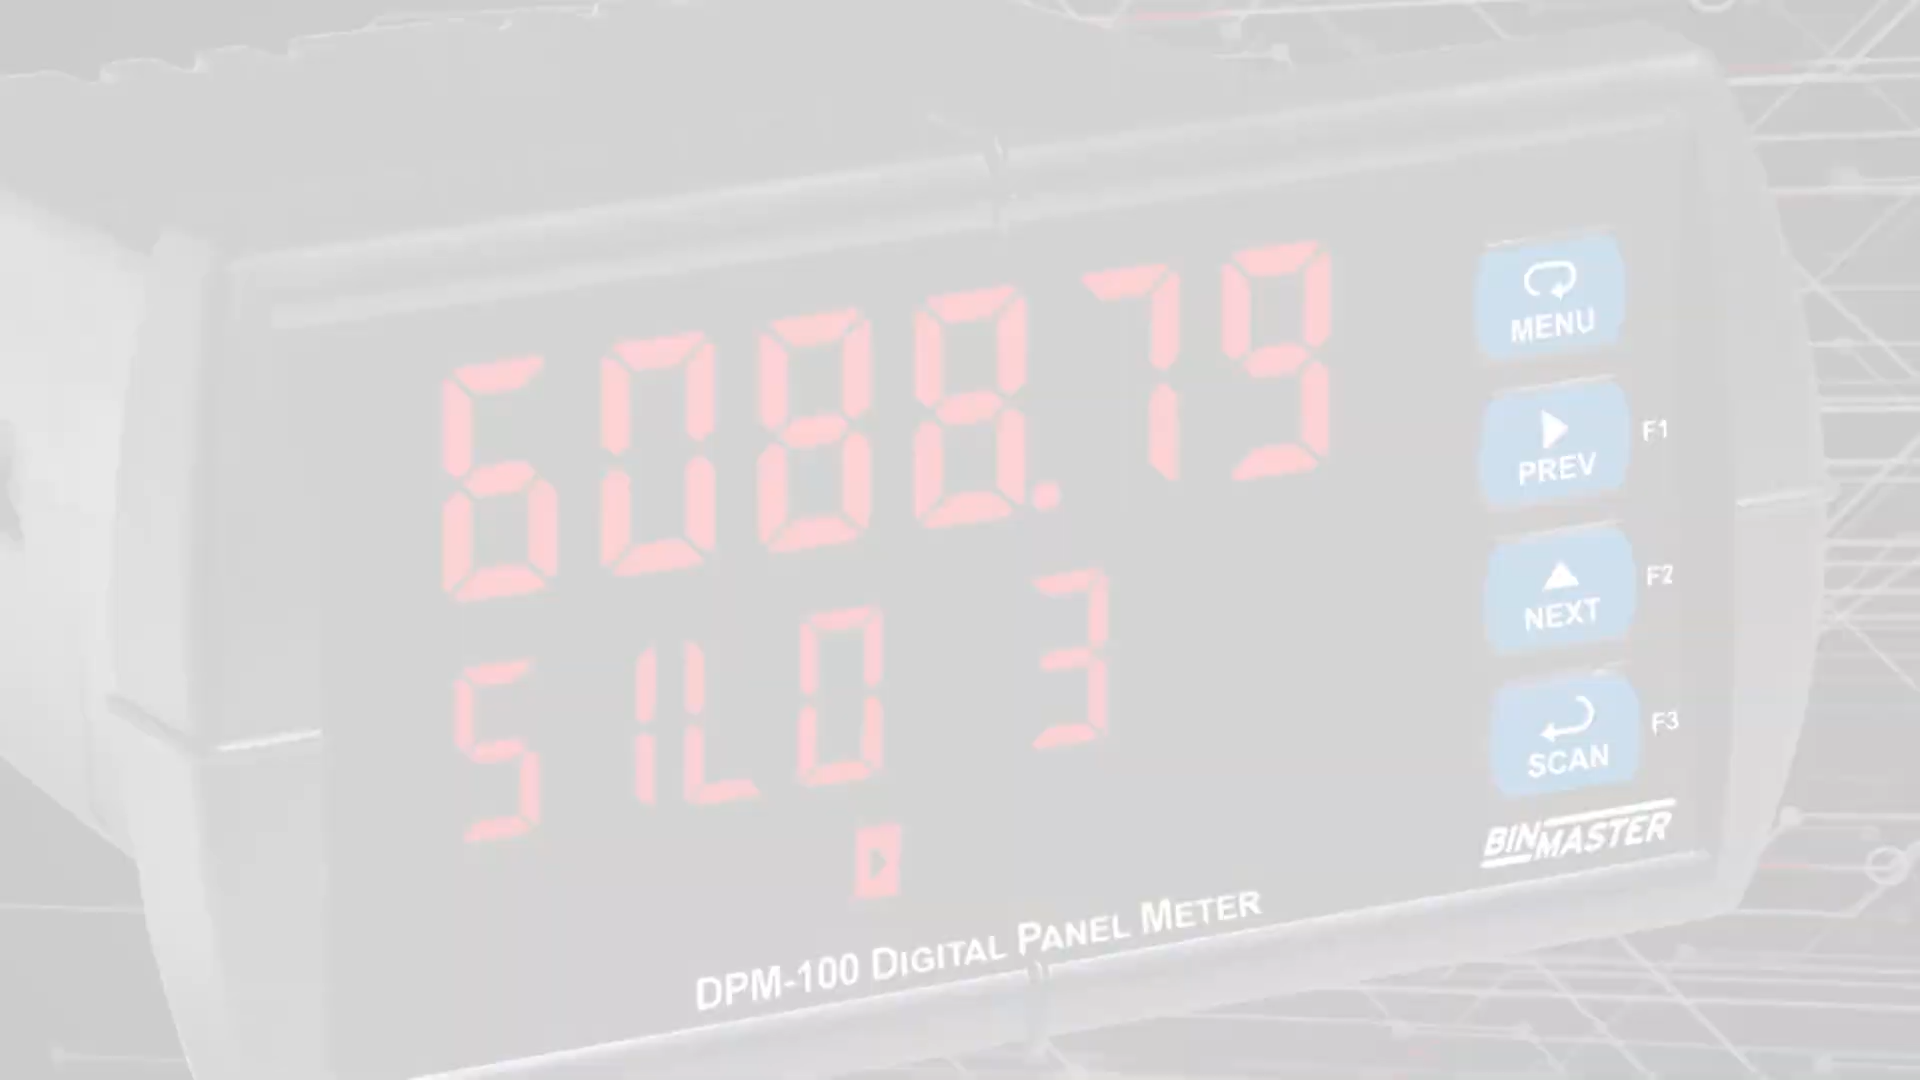 6088.79
SILO 3
MENU
PREV F1
NEXT F2
SCAN F3
BINMASTER
DPM-100 DIGITAL PANEL METER